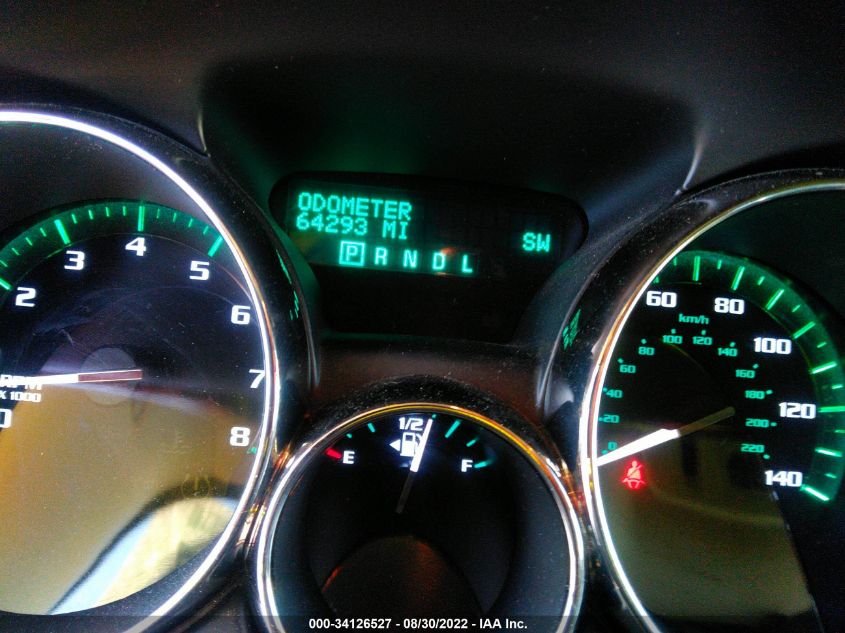 ODOMETER
64293 MI
SW
P R N D L
2 3 4 5 6 7 8
RPM
X 1000
0
1/2
E F
60 80 100 120 140
km/h
0 20 40 60 80 100 120 140 160 180 200 220
000-34126527 - 08/30/2022 - IAA Inc.